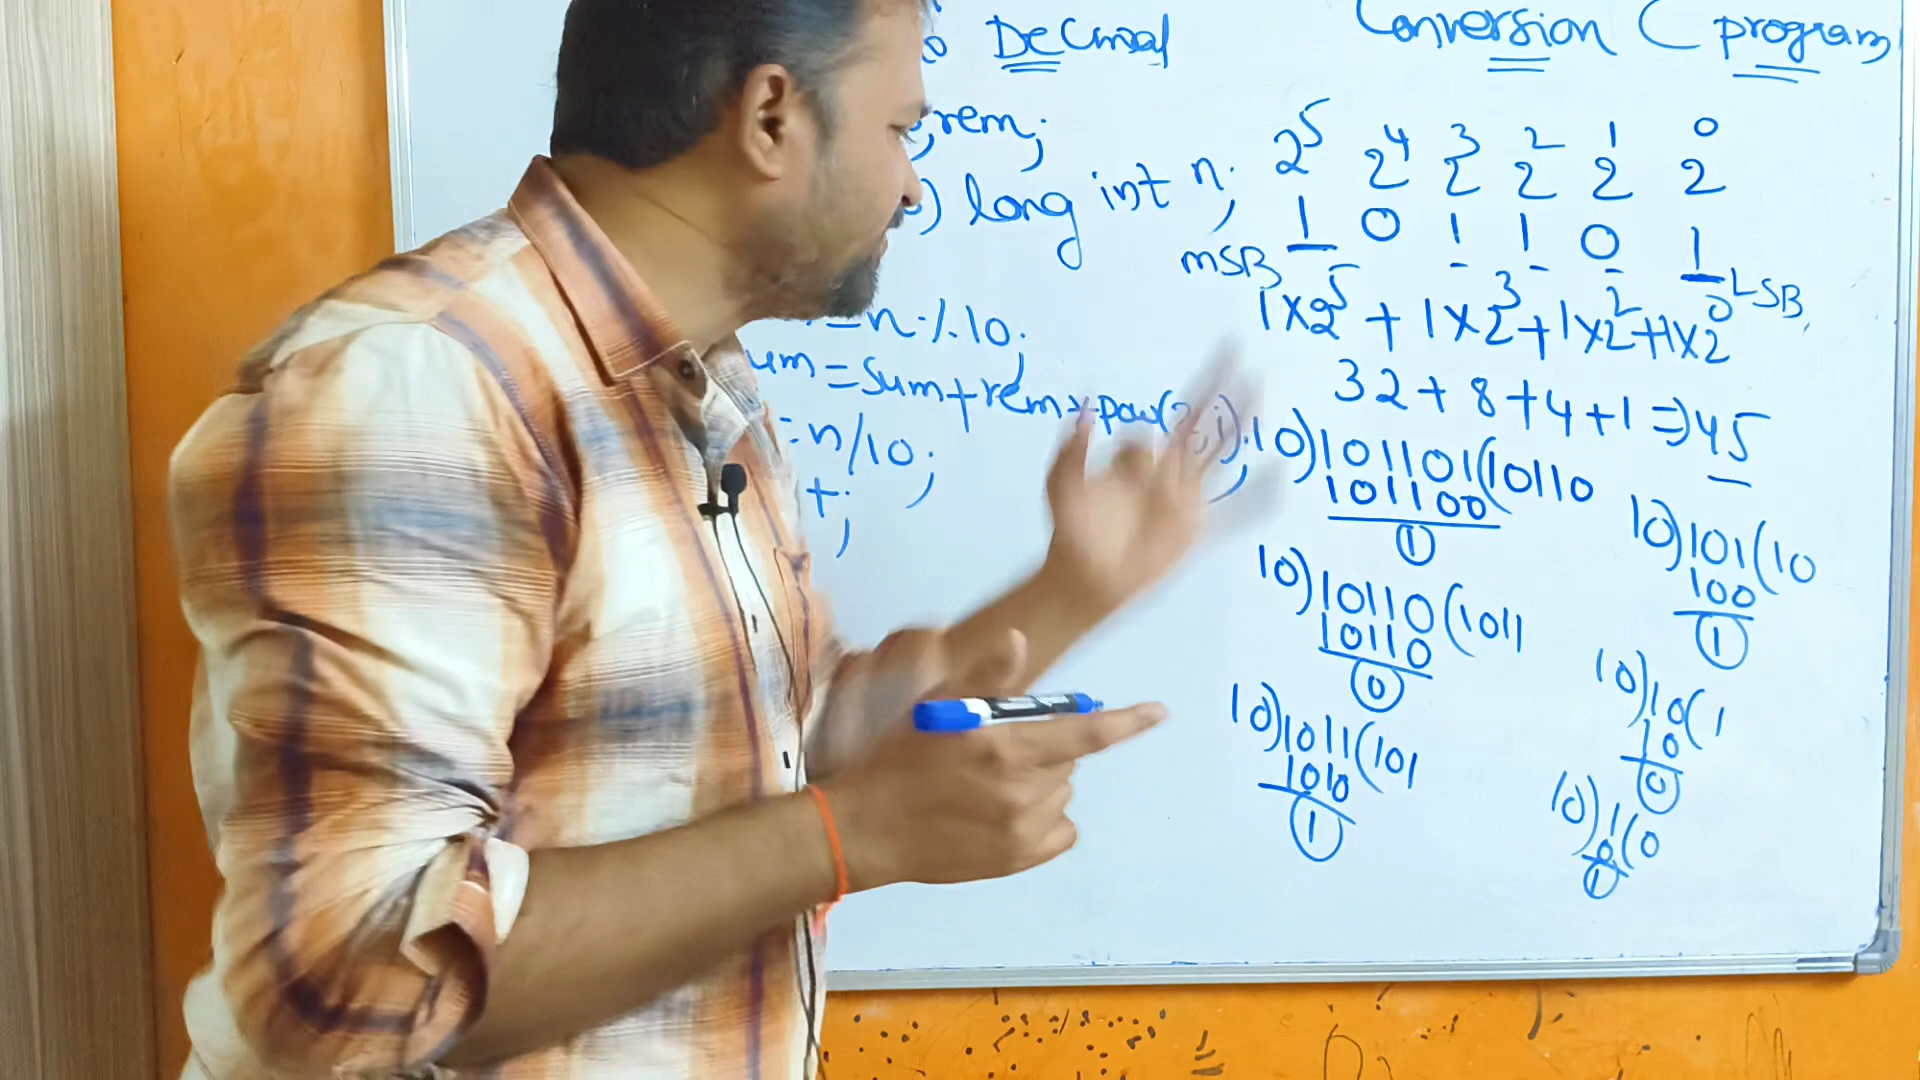 Decimal Conversion C program
rem;
) long int n;
=n%10;
=sum+rem*pow(2,i);
=n/10;
+;
2^5 2^4 2^3 2^2 2^1 2^0
1 0 1 1 0 1
MSB LSB
1x2^5 + 1x2^3 + 1x2^2 + 1x2^0
32+8+4+1=>45
10)101101(10110
101100
1
10)10110(1011
10110
0
10)1011(101
1010
1
10)101(10
100
1
10)10(1
10
0
10)1(0
0
1